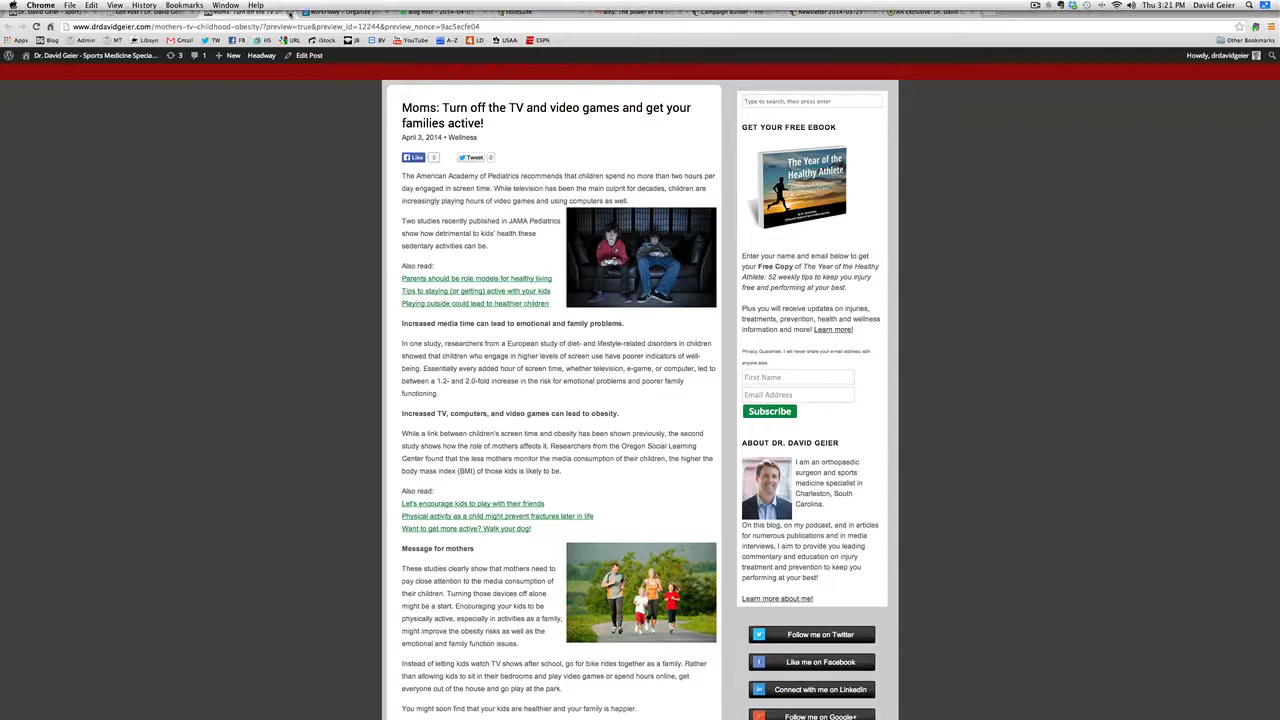 Chrome File Edit View History Bookmarks Window Help
Thu 3:21 PM David Geier
www.drdavidgeier.com/mothers-tv-childhood-obesity/?preview=true&preview_id=12244&preview_nonce=9ac5ecfe04
Apps Blog Admin MT Libsyn Gmail TW FB HS URL iStock JB BV YouTube A-Z LD USAA ESPN Other Bookmarks
Dr. David Geier - Sports Medicine Specia... 3 1 + New Headway Edit Post Howdy, drdavidgeier
Moms: Turn off the TV and video games and get your
families active!
April 3, 2014 • Wellness
Like 0 Tweet 0
The American Academy of Pediatrics recommends that children spend no more than two hours per
day engaged in screen time. While television has been the main culprit for decades, children are
increasingly playing hours of video games and using computers as well.
Two studies recently published in JAMA Pediatrics
show how detrimental to kids' health these
sedentary activities can be.
Also read:
Parents should be role models for healthy living
Tips to staying (or getting) active with your kids
Playing outside could lead to healthier children
Increased media time can lead to emotional and family problems.
In one study, researchers from a European study of diet- and lifestyle-related disorders in children
showed that children who engage in higher levels of screen use have poorer indicators of well-
being. Essentially every added hour of screen time, whether television, e-game, or computer, led to
between a 1.2- and 2.0-fold increase in the risk for emotional problems and poorer family
functioning.
Increased TV, computers, and video games can lead to obesity.
While a link between children's screen time and obesity has been shown previously, the second
study shows how the role of mothers affects it. Researchers from the Oregon Social Learning
Center found that the less mothers monitor the media consumption of their children, the higher the
body mass index (BMI) of those kids is likely to be.
Also read:
Let's encourage kids to play with their friends
Physical activity as a child might prevent fractures later in life
Want to get more active? Walk your dog!
Message for mothers
These studies clearly show that mothers need to
pay close attention to the media consumption of
their children. Turning those devices off alone
might be a start. Encouraging your kids to be
physically active, especially in activities as a family,
might improve the obesity risks as well as the
emotional and family function issues.
Instead of letting kids watch TV shows after school, go for bike rides together as a family. Rather
than allowing kids to sit in their bedrooms and play video games or spend hours online, get
everyone out of the house and go play at the park.
You might soon find that your kids are healthier and your family is happier.
Type to search, then press enter
GET YOUR FREE EBOOK
The Year of the
Healthy Athlete
Enter your name and email below to get
your Free Copy of The Year of the Healthy
Athlete: 52 weekly tips to keep you injury
free and performing at your best.
Plus you will receive updates on injuries,
treatments, prevention, health and wellness
information and more! Learn more!
Privacy Guarantee: I will never share your e-mail address with
anyone else.
First Name
Email Address
Subscribe
ABOUT DR. DAVID GEIER
I am an orthopaedic
surgeon and sports
medicine specialist in
Charleston, South
Carolina.
On this blog, on my podcast, and in articles
for numerous publications and in media
interviews, I aim to provide you leading
commentary and education on injury
treatment and prevention to keep you
performing at your best!
Learn more about me!
Follow me on Twitter
Like me on Facebook
Connect with me on LinkedIn
Follow me on Google+